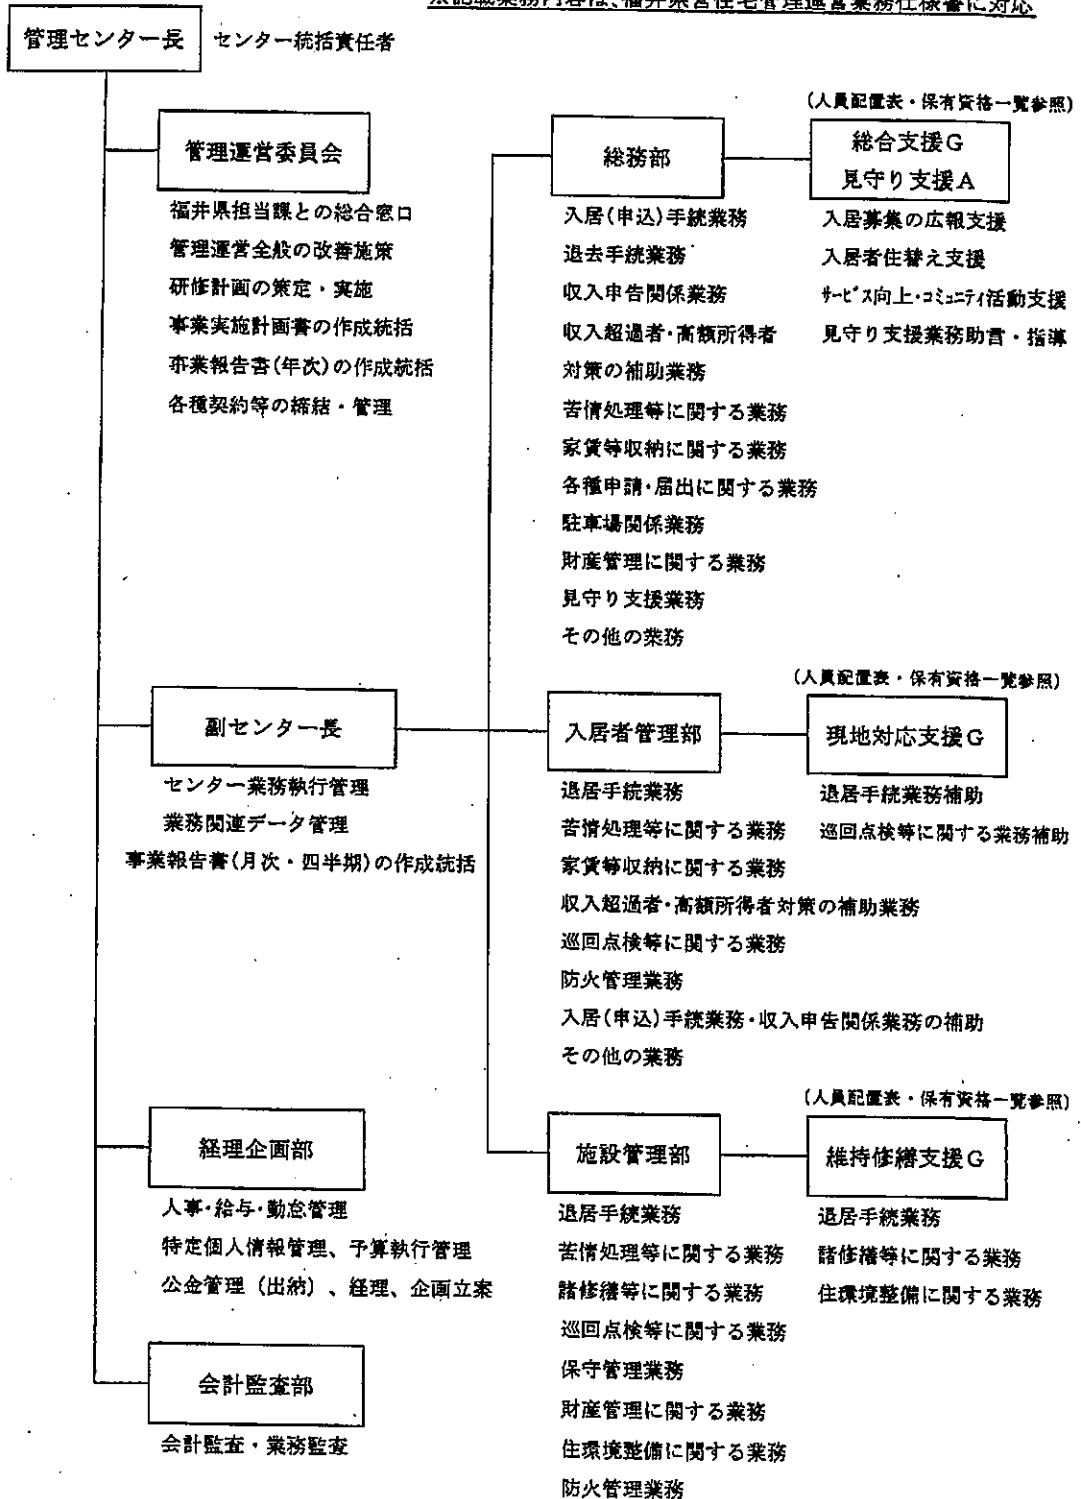 ※記載業務内容は、福井県営住宅管理運営業務仕様書に対応
管理センター長
センター統括責任者
管理運営委員会
福井県担当課との総合窓口
管理運営全般の改善施策
研修計画の策定・実施
事業実施計画書の作成統括
事業報告書(年次)の作成統括
各種契約等の締結・管理
総務部
入居(申込)手続業務
退去手続業務
収入申告関係業務
収入超過者・高額所得者
対策の補助業務
苦情処理等に関する業務
家賃等収納に関する業務
各種申請・届出に関する業務
駐車場関係業務
財産管理に関する業務
見守り支援業務
その他の業務
(人員配置表・保有資格一覧参照)
総合支援G
見守り支援A
入居募集の広報支援
入居者住替え支援
ｻｰﾋﾞｽ向上・ｺﾐｭﾆﾃｨ活動支援
見守り支援業務助言・指導
副センター長
センター業務執行管理
業務関連データ管理
事業報告書(月次・四半期)の作成統括
入居者管理部
退居手続業務
苦情処理等に関する業務
家賃等収納に関する業務
収入超過者・高額所得者対策の補助業務
巡回点検等に関する業務
防火管理業務
入居(申込)手続業務・収入申告関係業務の補助
その他の業務
(人員配置表・保有資格一覧参照)
現地対応支援G
退居手続業務補助
巡回点検等に関する業務補助
経理企画部
人事・給与・勤怠管理
特定個人情報管理、予算執行管理
公金管理（出納）、経理、企画立案
会計監査部
会計監査・業務監査
施設管理部
退居手続業務
苦情処理等に関する業務
諸修繕等に関する業務
巡回点検等に関する業務
保守管理業務
財産管理に関する業務
住環境整備に関する業務
防火管理業務
(人員配置表・保有資格一覧参照)
維持修繕支援G
退居手続業務
諸修繕等に関する業務
住環境整備に関する業務